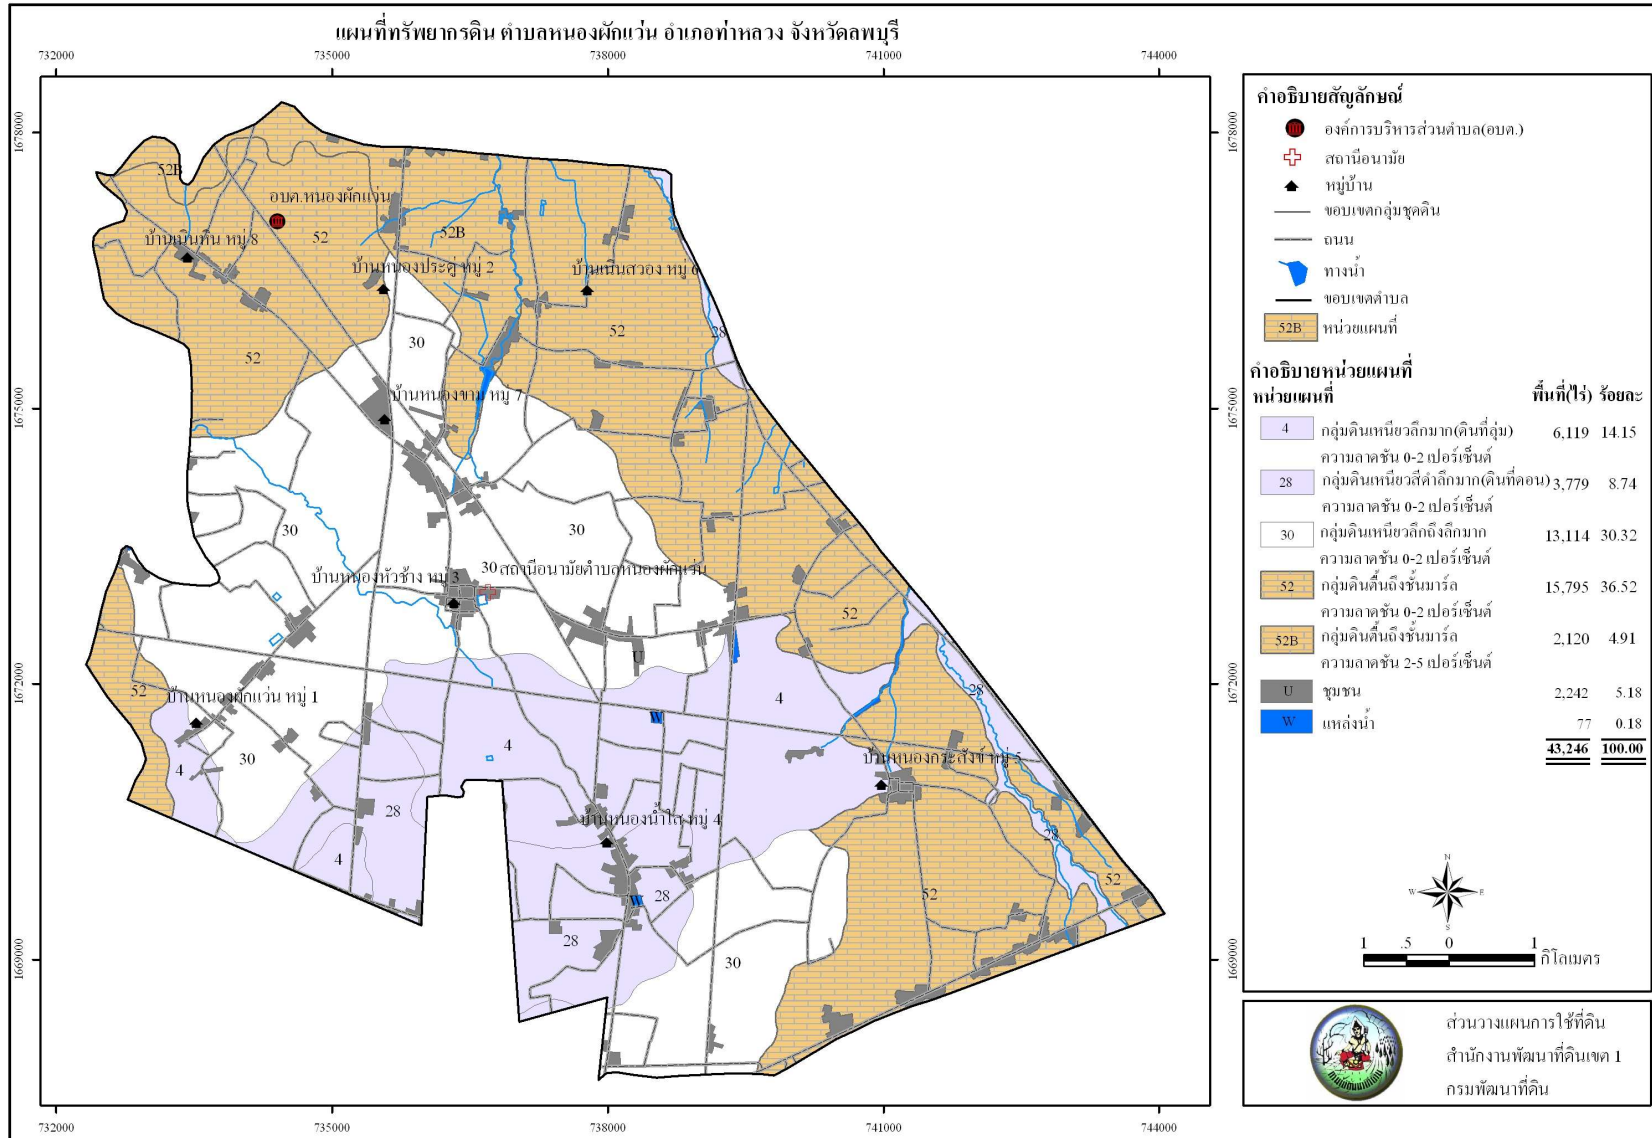 แผนที่ทรัพยากรดิน ตำบลหนองผักแว่น อำเภอท่าหลวง จังหวัดลพบุรี
732000 735000 738000 741000 744000
1678000 1678000
1675000 1675000
1672000 1672000
1669000 1669000
52B
อบต.หนองผักแว่น
52
52B
บ้านเนินหิน หมู่ 8
บ้านหนองประดู่ หมู่ 2
บ้านเนินสวอง หมู่ 6
52
28
30
52
บ้านหนองขาม หมู่ 7
30
30
บ้านหนองหัวช้าง หมู่ 3
30
สถานีอนามัยตำบลหนองผักแว่น
52
U
52
บ้านหนองผักแว่น หมู่ 1
4
28
W
4
30
4
บ้านหนองกระสังข์ หมู่ 5
28
บ้านหนองน้ำใส หมู่ 4
28
4
52
52
28
W
28
30
732000 735000 738000 741000 744000
คำอธิบายสัญลักษณ์
องค์การบริหารส่วนตำบล(อบต.)
สถานีอนามัย
หมู่บ้าน
ขอบเขตกลุ่มชุดดิน
ถนน
ทางน้ำ
ขอบเขตตำบล
52B หน่วยแผนที่
คำอธิบายหน่วยแผนที่
หน่วยแผนที่ พื้นที่(ไร่) ร้อยละ
4 กลุ่มดินเหนียวลึกมาก(ดินที่ลุ่ม) 6,119 14.15
ความลาดชัน 0-2 เปอร์เซ็นต์
28 กลุ่มดินเหนียวสีดำลึกมาก(ดินที่ดอน) 3,779 8.74
ความลาดชัน 0-2 เปอร์เซ็นต์
30 กลุ่มดินเหนียวลึกถึงลึกมาก 13,114 30.32
ความลาดชัน 0-2 เปอร์เซ็นต์
52 กลุ่มดินตื้นถึงชั้นมาร์ล 15,795 36.52
ความลาดชัน 0-2 เปอร์เซ็นต์
52B กลุ่มดินตื้นถึงชั้นมาร์ล 2,120 4.91
ความลาดชัน 2-5 เปอร์เซ็นต์
U ชุมชน 2,242 5.18
W แหล่งน้ำ 77 0.18
43,246 100.00
N
W E
S
1 .5 0 1
กิโลเมตร
ส่วนวางแผนการใช้ที่ดิน
สำนักงานพัฒนาที่ดินเขต 1
กรมพัฒนาที่ดิน
กรมพัฒนาที่ดิน